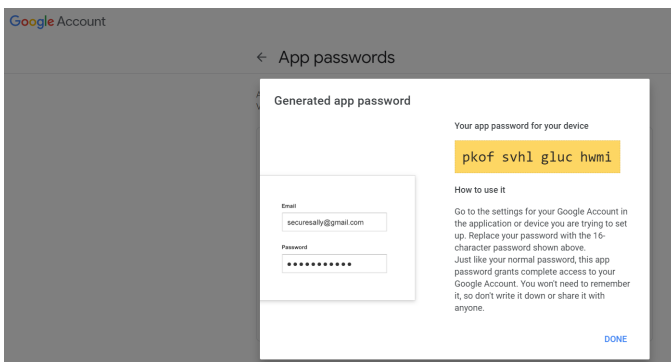 Google Account
← App passwords
Generated app password
Your app password for your device
pkof svhl gluc hwmi
How to use it
Go to the settings for your Google Account in
the application or device you are trying to set
up. Replace your password with the 16-
character password shown above.
Just like your normal password, this app
password grants complete access to your
Google Account. You won't need to remember
it, so don't write it down or share it with
anyone.
Email
securesally@gmail.com
Password
•••••••••••
DONE